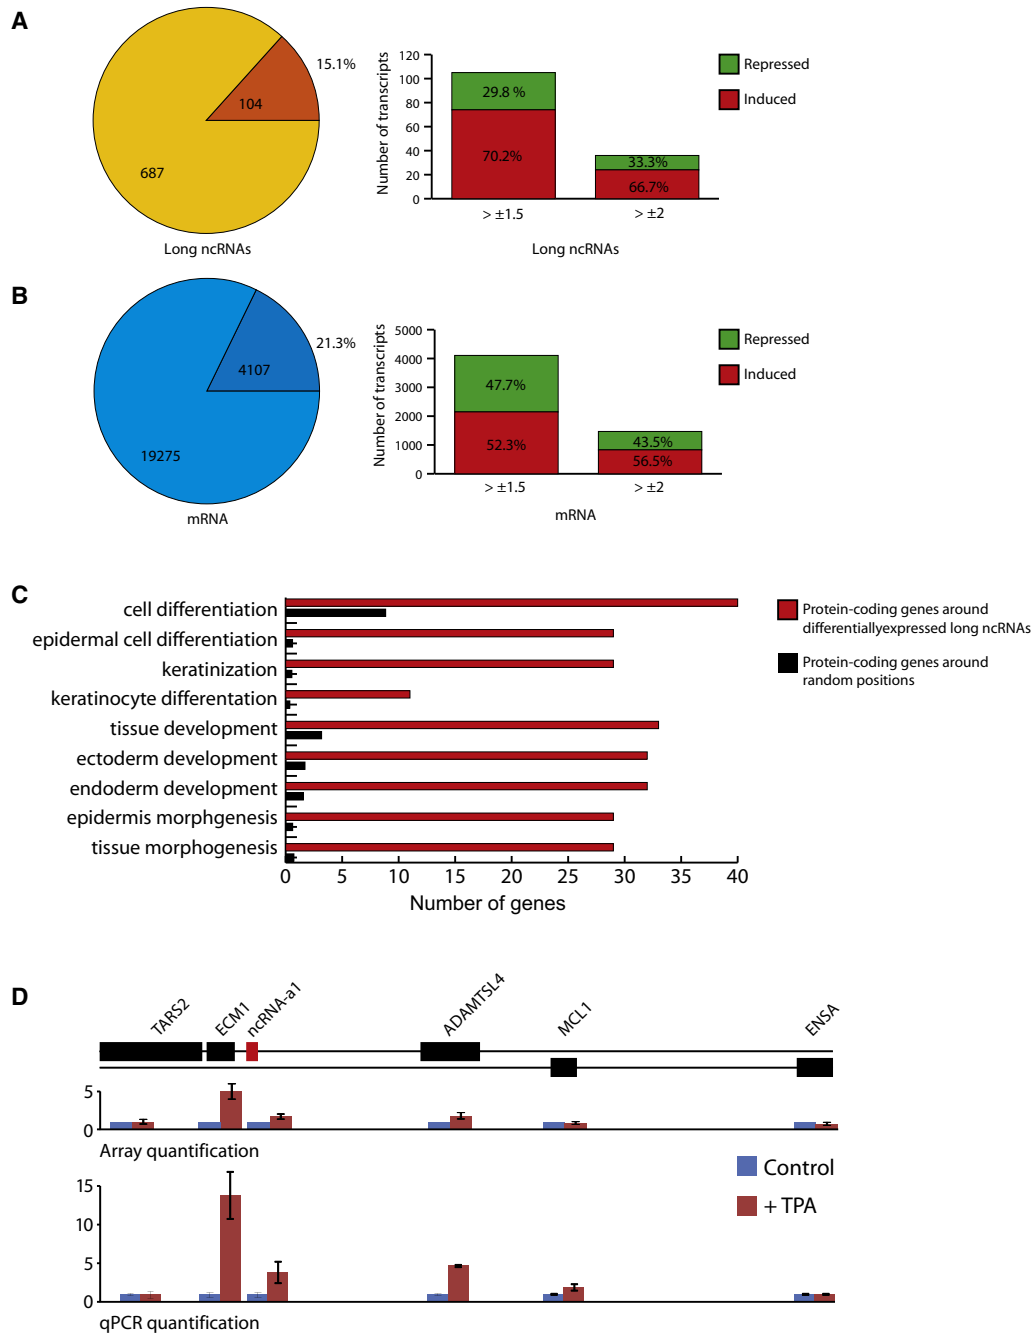 A
15.1%
104
687
Long ncRNAs
Number of transcripts
120
100
80
60
40
20
0
29.8 %
70.2%
33.3%
66.7%
> ±1.5
> ±2
Long ncRNAs
Repressed
Induced
B
21.3%
4107
19275
mRNA
Number of transcripts
5000
4000
3000
2000
1000
0
47.7%
52.3%
43.5%
56.5%
> ±1.5
> ±2
mRNA
Repressed
Induced
C
cell differentiation
epidermal cell differentiation
keratinization
keratinocyte differentation
tissue development
ectoderm development
endoderm development
epidermis morphgenesis
tissue morphogenesis
0 5 10 15 20 25 30 35 40
Number of genes
Protein-coding genes around
differentiallyexpressed long ncRNAs
Protein-coding genes around
random positions
D
TARS2
ECM1
ncRNA-a1
ADAMTSL4
MCL1
ENSA
5
0
Array quantification
Control
+ TPA
15
10
5
0
qPCR quantification